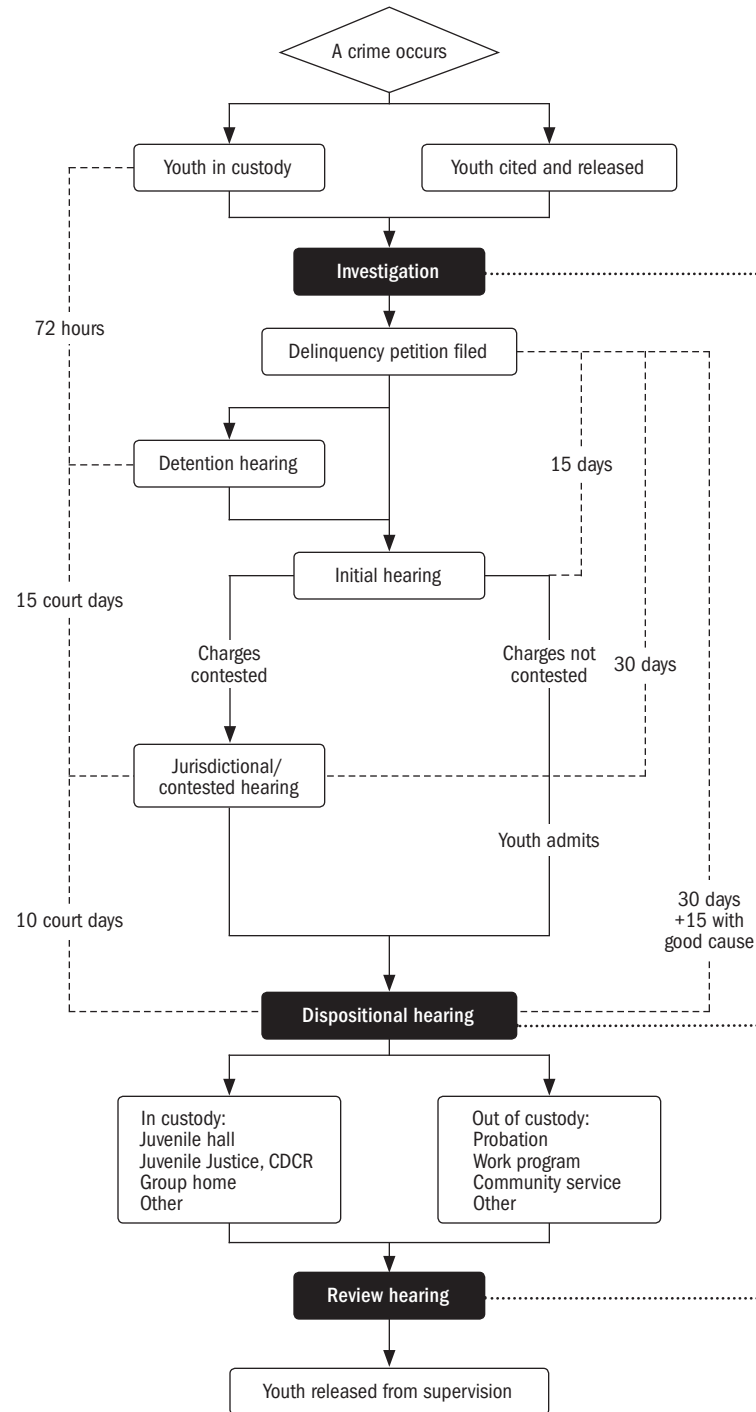 A crime occurs
Youth in custody
Youth cited and released
Investigation
72 hours
Delinquency petition filed
Detention hearing
15 days
Initial hearing
15 court days
Charges
contested
Charges not
contested
30 days
Jurisdictional/
contested hearing
Youth admits
10 court days
30 days
+15 with
good cause
Dispositional hearing
In custody:
Juvenile hall
Juvenile Justice, CDCR
Group home
Other
Out of custody:
Probation
Work program
Community service
Other
Review hearing
Youth released from supervision